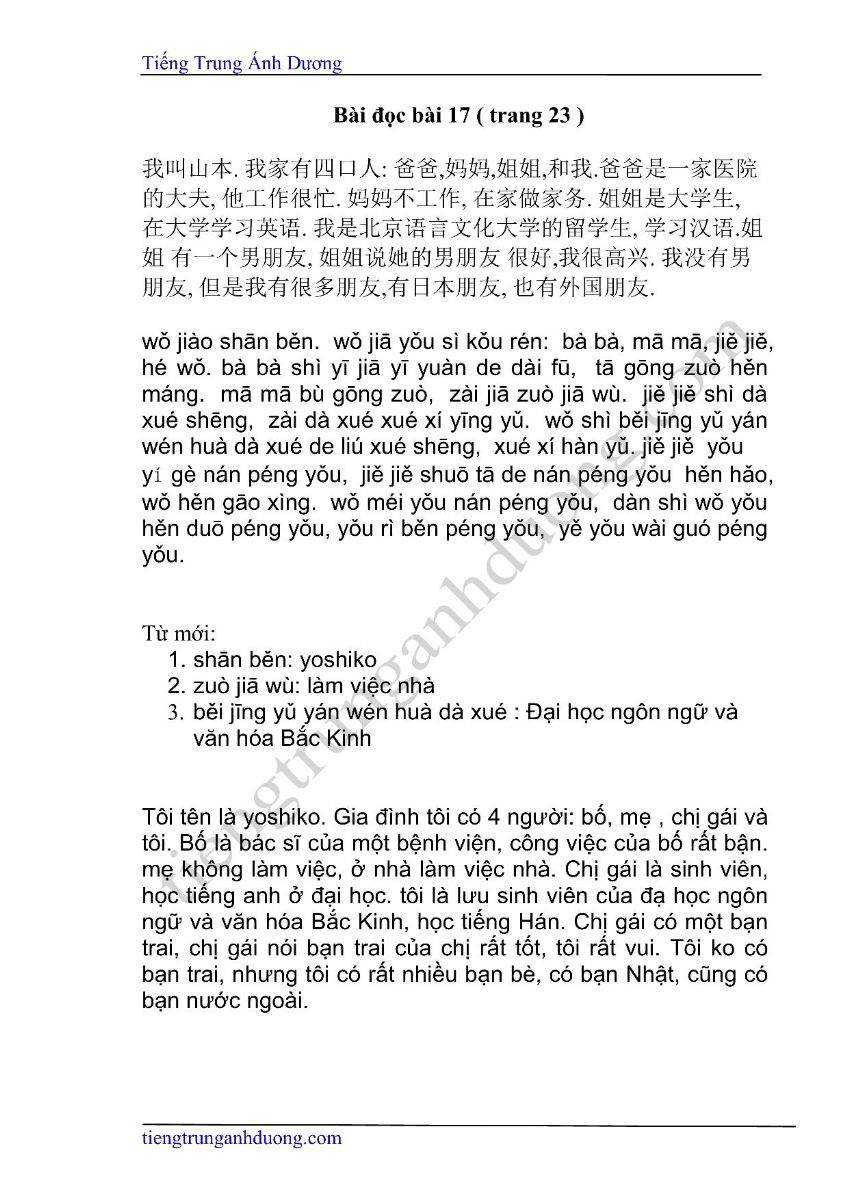 Tiếng Trung Ánh Dương
Bài đọc bài 17 ( trang 23 )
我叫山本. 我家有四口人: 爸爸,妈妈,姐姐,和我.爸爸是一家医院
的大夫, 他工作很忙. 妈妈不工作, 在家做家务. 姐姐是大学生,
在大学学习英语. 我是北京语言文化大学的留学生, 学习汉语.姐
姐 有一个男朋友, 姐姐说她的男朋友 很好,我很高兴. 我没有男
朋友, 但是我有很多朋友,有日本朋友, 也有外国朋友.
wǒ jiào shān běn. wǒ jiā yǒu sì kǒu rén: bà bà, mā mā, jiě jiě,
hé wǒ. bà bà shì yī jiā yī yuàn de dài fū, tā gōng zuò hěn
máng. mā mā bù gōng zuò, zài jiā zuò jiā wù. jiě jiě shì dà
xué shēng, zài dà xué xué xí yīng yǔ. wǒ shì běi jīng yǔ yán
wén huà dà xué de liú xué shēng, xué xí hàn yǔ. jiě jiě yǒu
yí gè nán péng yǒu, jiě jiě shuō tā de nán péng yǒu hěn hǎo,
wǒ hěn gāo xìng. wǒ méi yǒu nán péng yǒu, dàn shì wǒ yǒu
hěn duō péng yǒu, yǒu rì běn péng yǒu, yě yǒu wài guó péng
yǒu.
Từ mới:
1. shān běn: yoshiko
2. zuò jiā wù: làm việc nhà
3. běi jīng yǔ yán wén huà dà xué : Đại học ngôn ngữ và
văn hóa Bắc Kinh
Tôi tên là yoshiko. Gia đình tôi có 4 người: bố, mẹ , chị gái và
tôi. Bố là bác sĩ của một bệnh viện, công việc của bố rất bận.
mẹ không làm việc, ở nhà làm việc nhà. Chị gái là sinh viên,
học tiếng anh ở đại học. tôi là lưu sinh viên của đạ học ngôn
ngữ và văn hóa Bắc Kinh, học tiếng Hán. Chị gái có một bạn
trai, chị gái nói bạn trai của chị rất tốt, tôi rất vui. Tôi ko có
bạn trai, nhưng tôi có rất nhiều bạn bè, có bạn Nhật, cũng có
bạn nước ngoài.
tiengtrunganhduong.com
tiengtrunganhduong.com